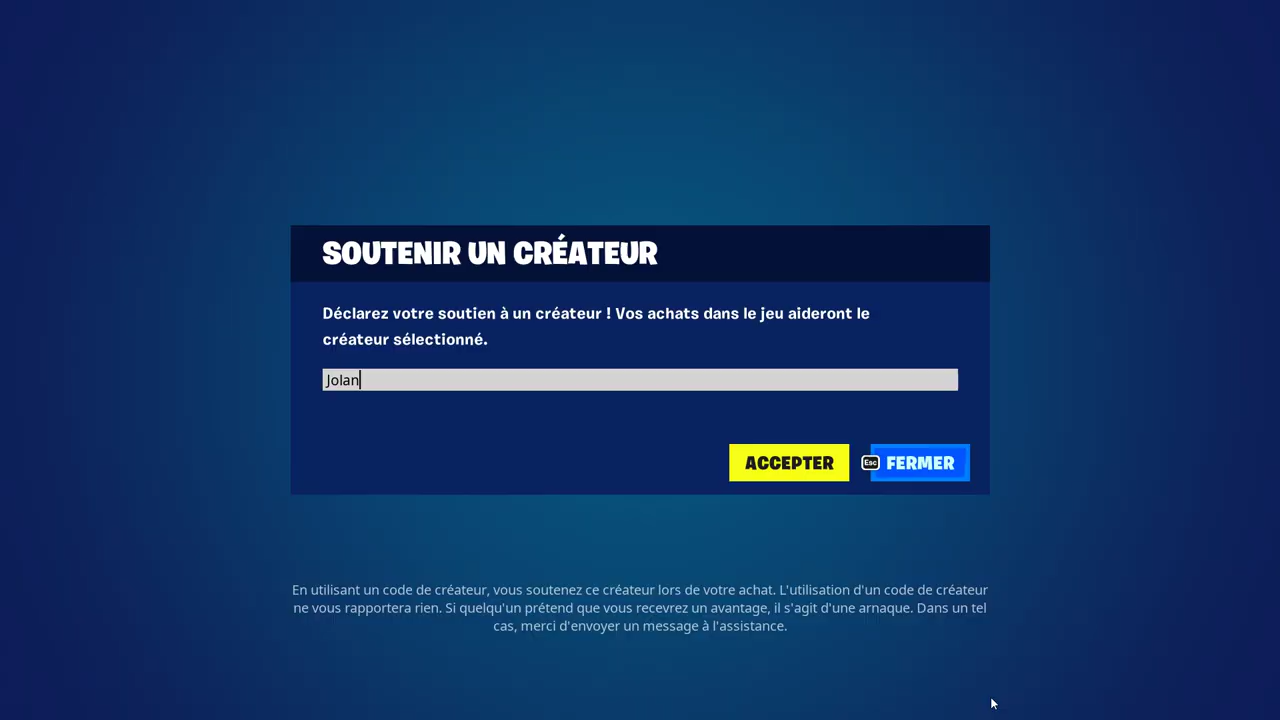 SOUTENIR UN CRÉATEUR
Déclarez votre soutien à un créateur ! Vos achats dans le jeu aideront le
créateur sélectionné.
Jolan
ACCEPTER
Esc FERMER
En utilisant un code de créateur, vous soutenez ce créateur lors de votre achat. L'utilisation d'un code de créateur
ne vous rapportera rien. Si quelqu'un prétend que vous recevrez un avantage, il s'agit d'une arnaque. Dans un tel
cas, merci d'envoyer un message à l'assistance.